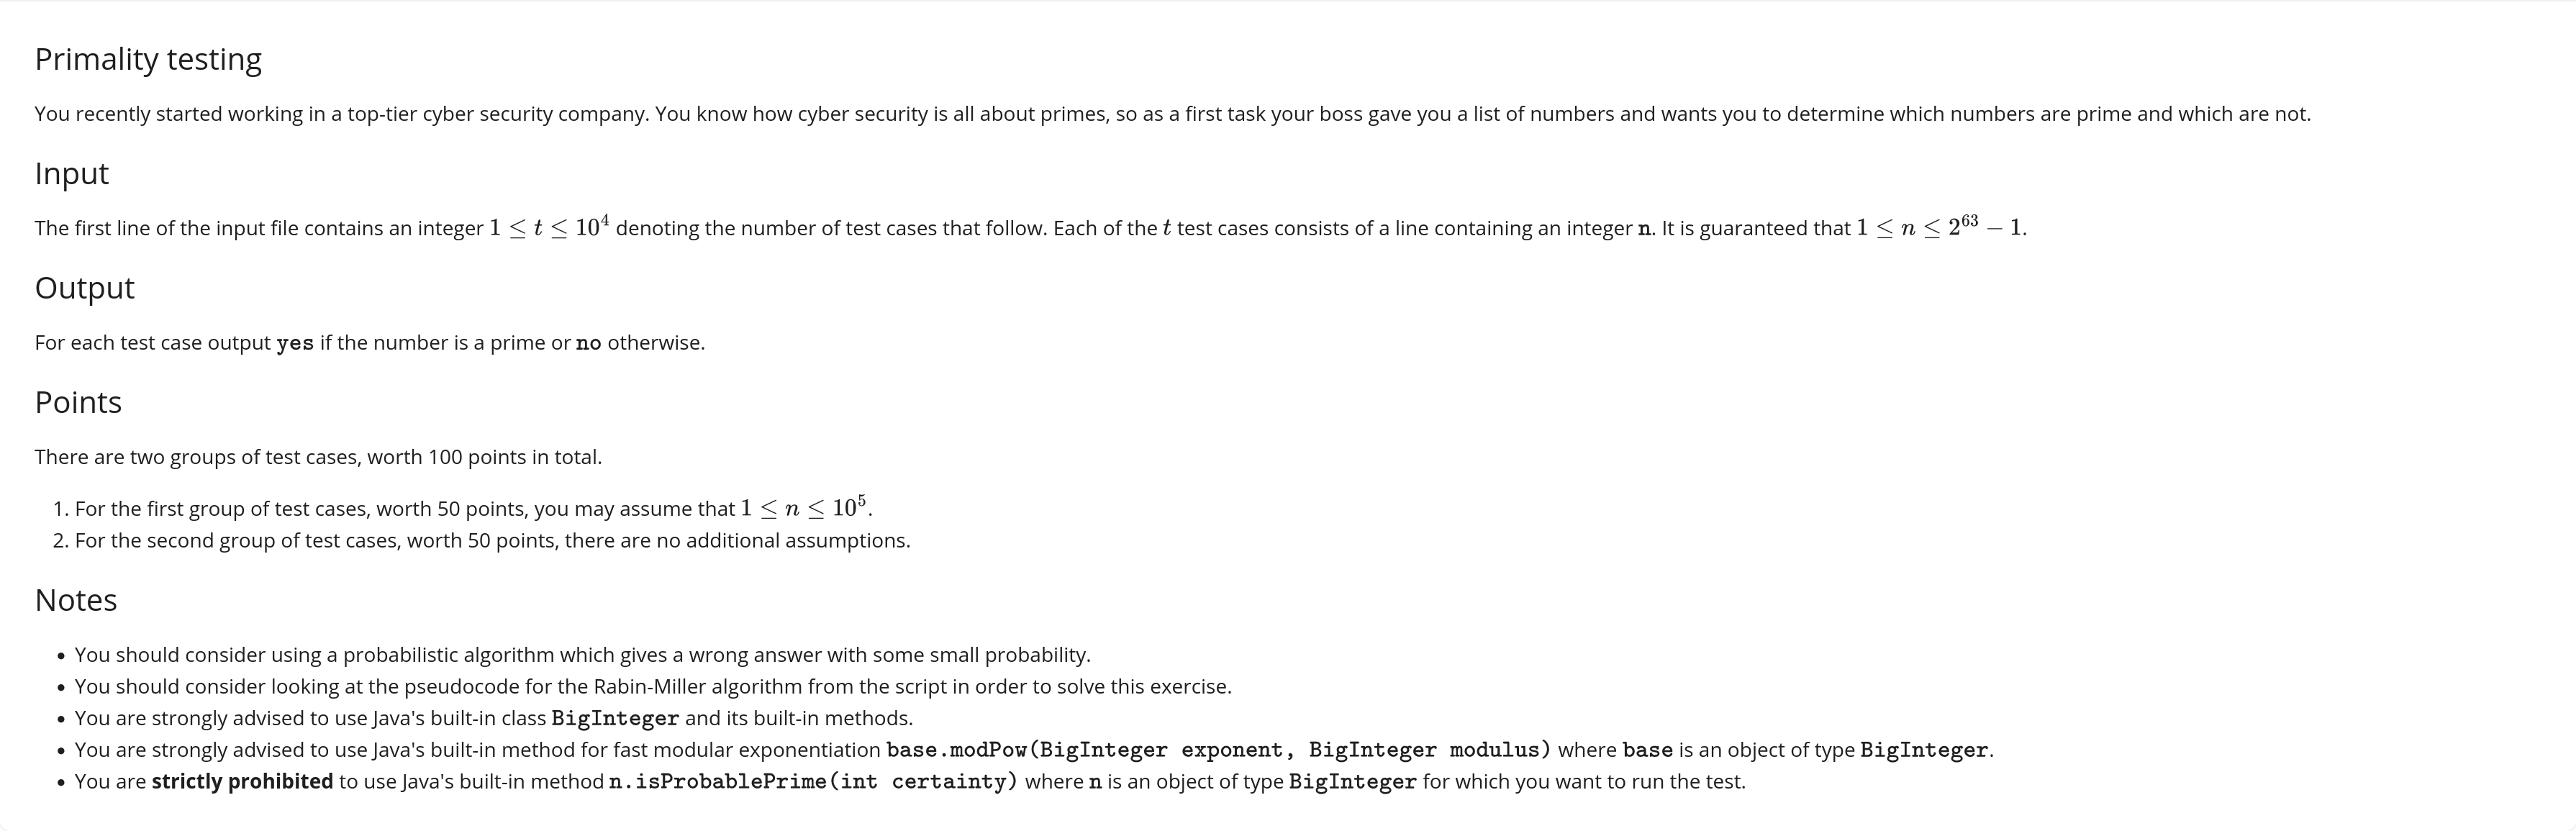 Primality testing
You recently started working in a top-tier cyber security company. You know how cyber security is all about primes, so as a first task your boss gave you a list of numbers and wants you to determine which numbers are prime and which are not.
Input
The first line of the input file contains an integer 1 ≤ t ≤ 10⁴ denoting the number of test cases that follow. Each of the t test cases consists of a line containing an integer n. It is guaranteed that 1 ≤ n ≤ 2⁶³ − 1.
Output
For each test case output yes if the number is a prime or no otherwise.
Points
There are two groups of test cases, worth 100 points in total.
1. For the first group of test cases, worth 50 points, you may assume that 1 ≤ n ≤ 10⁵.
2. For the second group of test cases, worth 50 points, there are no additional assumptions.
Notes
• You should consider using a probabilistic algorithm which gives a wrong answer with some small probability.
• You should consider looking at the pseudocode for the Rabin-Miller algorithm from the script in order to solve this exercise.
• You are strongly advised to use Java's built-in class BigInteger and its built-in methods.
• You are strongly advised to use Java's built-in method for fast modular exponentiation base.modPow(BigInteger exponent, BigInteger modulus) where base is an object of type BigInteger.
• You are strictly prohibited to use Java's built-in method n.isProbablePrime(int certainty) where n is an object of type BigInteger for which you want to run the test.